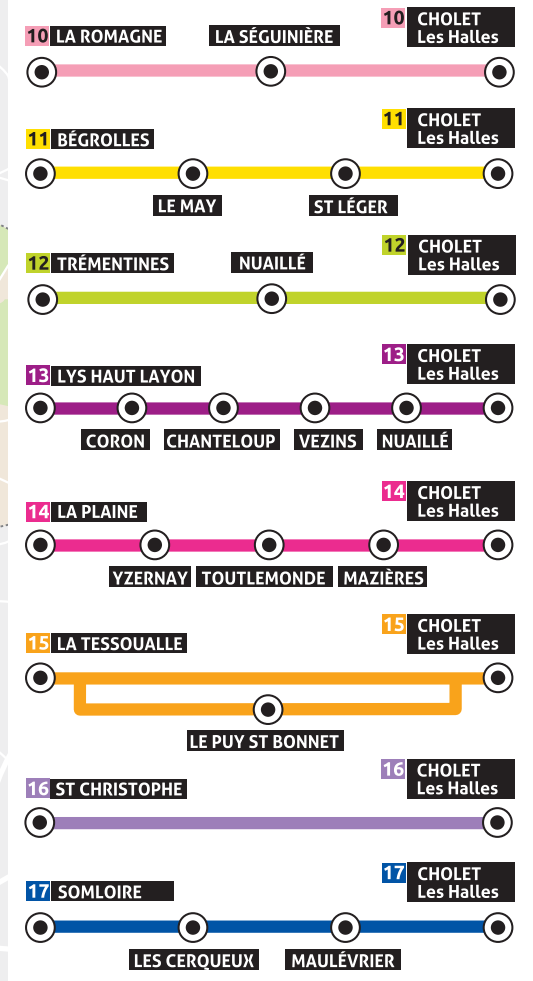 10 LA ROMAGNE
LA SÉGUINIÈRE
10 CHOLET
Les Halles
11 BÉGROLLES
11 CHOLET
Les Halles
LE MAY
ST LÉGER
12 TRÉMENTINES
NUAILLÉ
12 CHOLET
Les Halles
13 LYS HAUT LAYON
13 CHOLET
Les Halles
CORON
CHANTELOUP
VEZINS
NUAILLÉ
14 LA PLAINE
14 CHOLET
Les Halles
YZERNAY
TOUTLEMONDE
MAZIÈRES
15 LA TESSOUALLE
15 CHOLET
Les Halles
LE PUY ST BONNET
16 ST CHRISTOPHE
16 CHOLET
Les Halles
17 SOMLOIRE
17 CHOLET
Les Halles
LES CERQUEUX
MAULÉVRIER